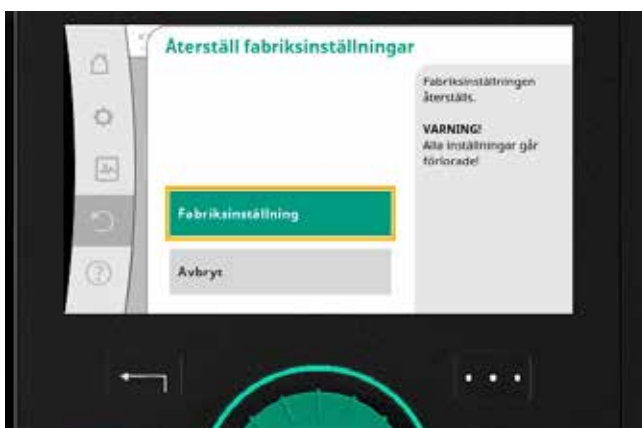 Återställ fabriksinställningar
Fabriksinställningen
återställs.
VARNING!
Alla inställningar går
förlorade!
Fabriksinställning
Avbryt